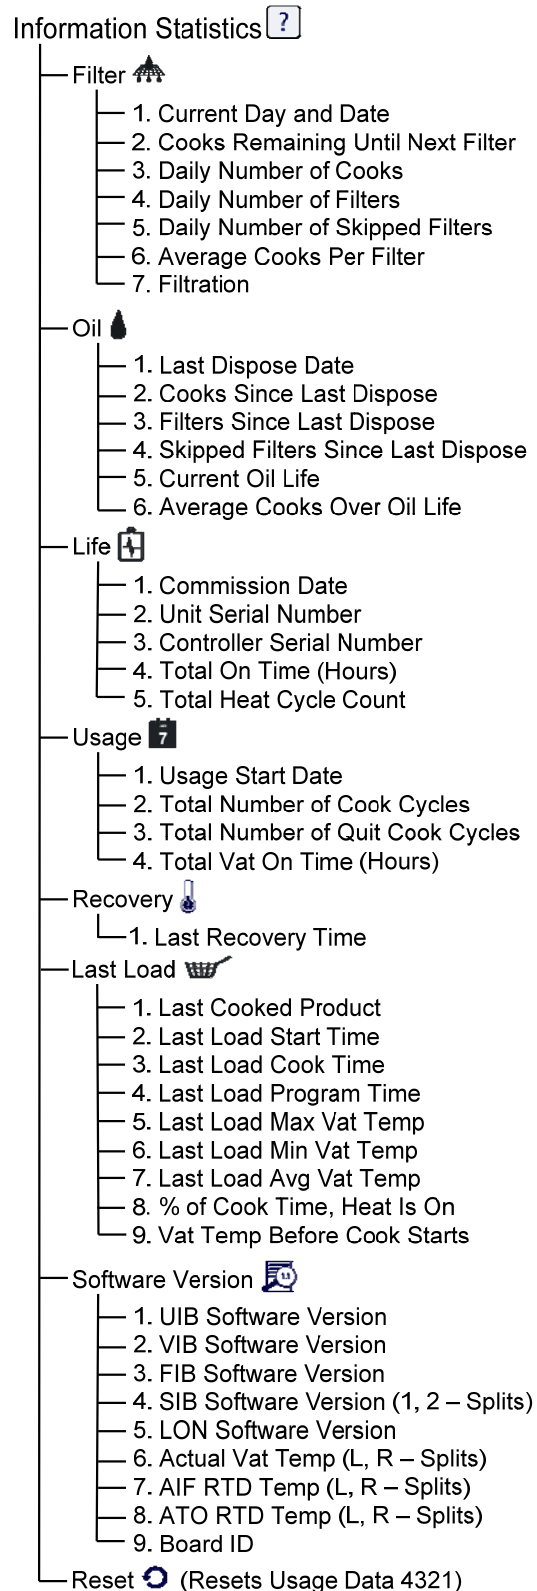 Information Statistics ?
Filter
1. Current Day and Date
2. Cooks Remaining Until Next Filter
3. Daily Number of Cooks
4. Daily Number of Filters
5. Daily Number of Skipped Filters
6. Average Cooks Per Filter
7. Filtration
Oil
1. Last Dispose Date
2. Cooks Since Last Dispose
3. Filters Since Last Dispose
4. Skipped Filters Since Last Dispose
5. Current Oil Life
6. Average Cooks Over Oil Life
Life
1. Commission Date
2. Unit Serial Number
3. Controller Serial Number
4. Total On Time (Hours)
5. Total Heat Cycle Count
Usage 7
1. Usage Start Date
2. Total Number of Cook Cycles
3. Total Number of Quit Cook Cycles
4. Total Vat On Time (Hours)
Recovery
1. Last Recovery Time
Last Load
1. Last Cooked Product
2. Last Load Start Time
3. Last Load Cook Time
4. Last Load Program Time
5. Last Load Max Vat Temp
6. Last Load Min Vat Temp
7. Last Load Avg Vat Temp
8. % of Cook Time, Heat Is On
9. Vat Temp Before Cook Starts
Software Version 1.1
1. UIB Software Version
2. VIB Software Version
3. FIB Software Version
4. SIB Software Version (1, 2 – Splits)
5. LON Software Version
6. Actual Vat Temp (L, R – Splits)
7. AIF RTD Temp (L, R – Splits)
8. ATO RTD Temp (L, R – Splits)
9. Board ID
Reset (Resets Usage Data 4321)